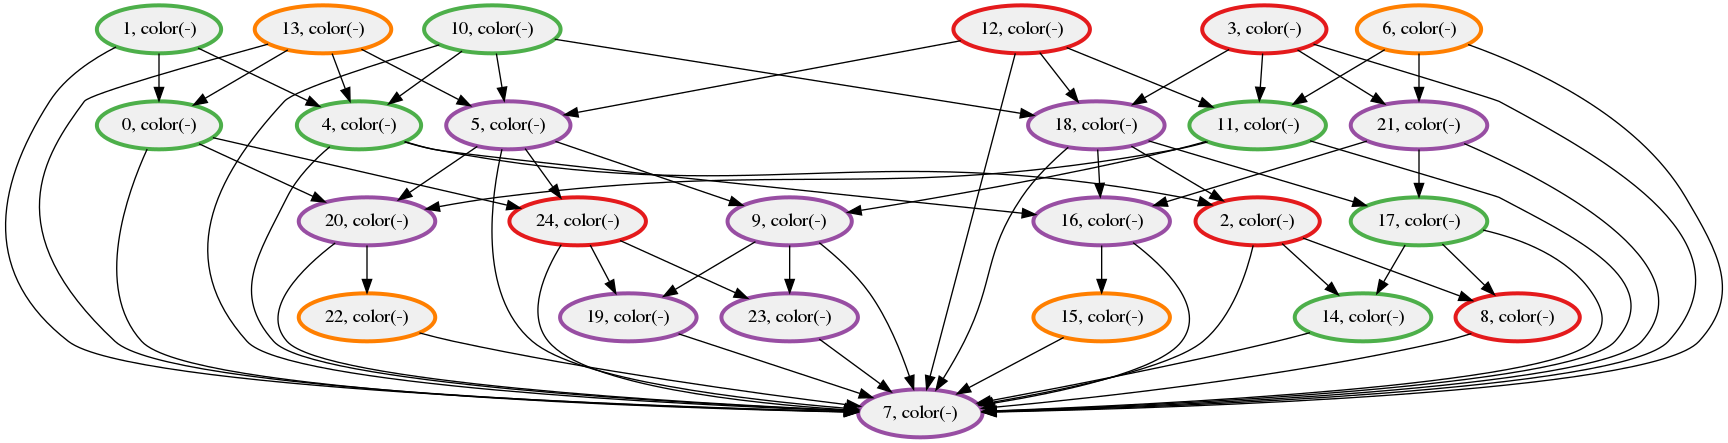 1, color(-)
13, color(-)
10, color(-)
12, color(-)
3, color(-)
6, color(-)
0, color(-)
4, color(-)
5, color(-)
18, color(-)
11, color(-)
21, color(-)
20, color(-)
24, color(-)
9, color(-)
16, color(-)
2, color(-)
17, color(-)
22, color(-)
19, color(-)
23, color(-)
15, color(-)
14, color(-)
8, color(-)
7, color(-)